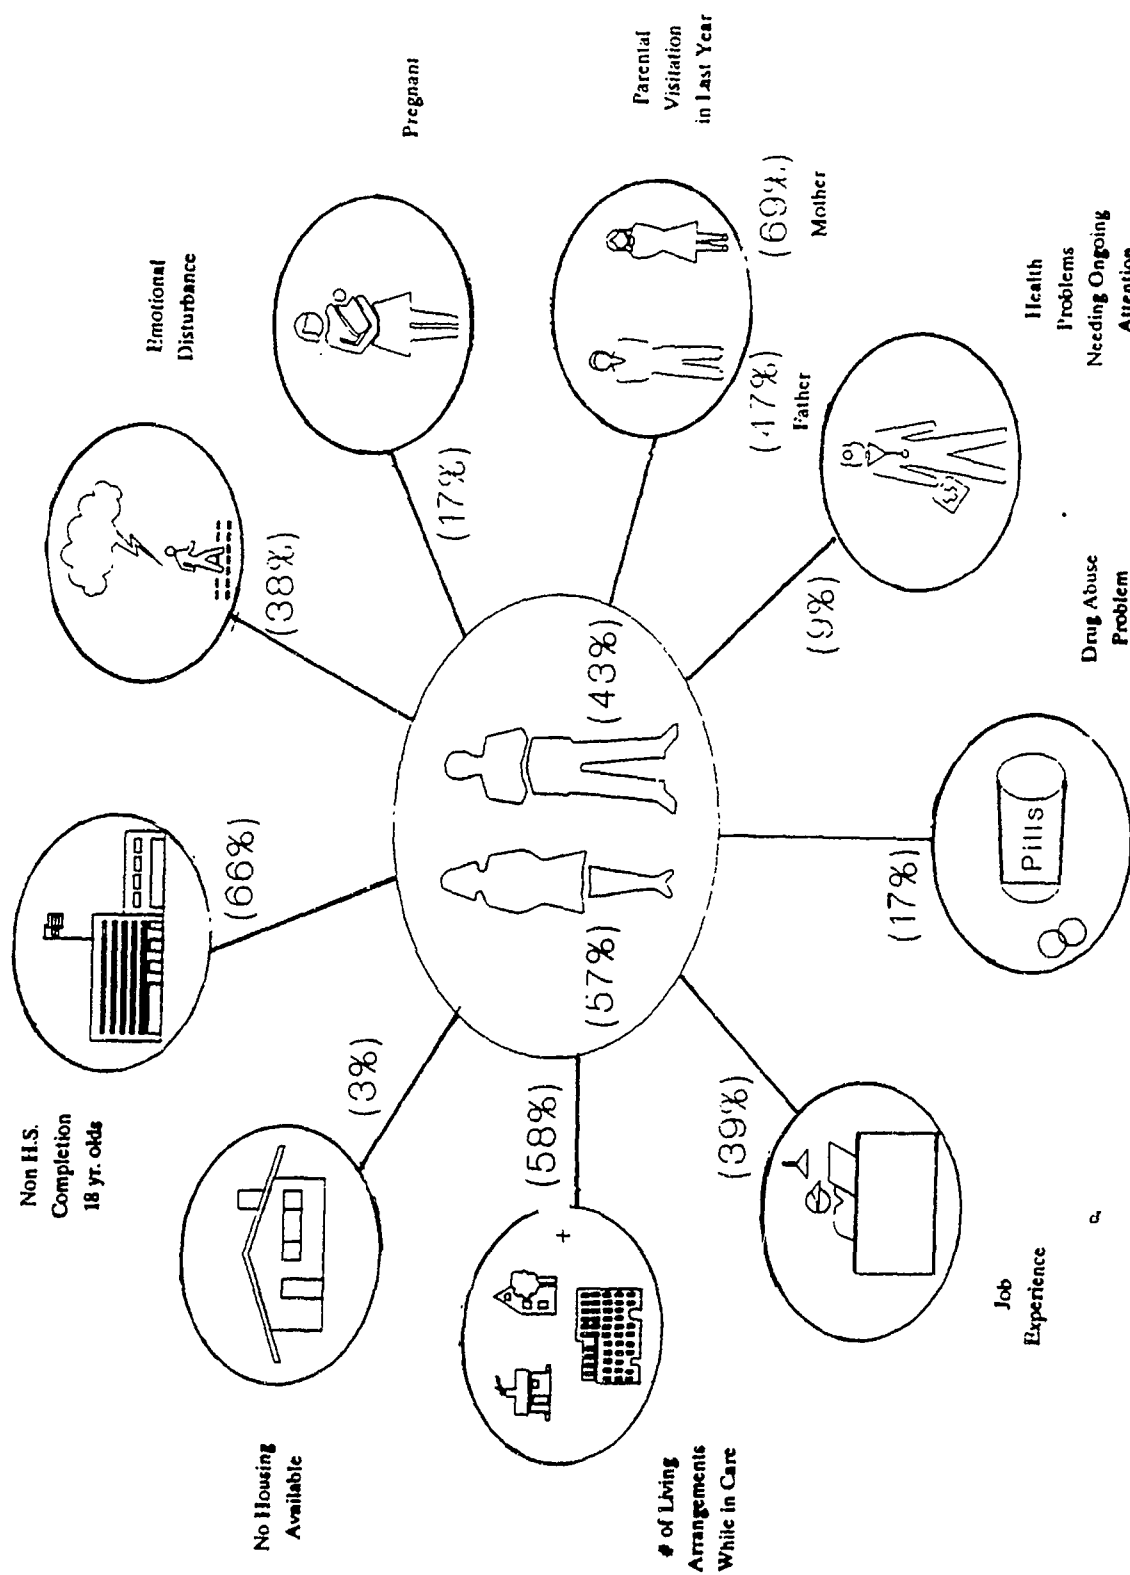 Emotional
Disturbance
(38%)
Pregnant
(17%)
Parental
Visitation
in Last Year
(69%)
Mother
(47%)
Father
Health
Problems
Needing Ongoing
Attention
(9%)
Drug Abuse
Problem
(17%)
Pills
Job
Experience
(39%)
# of Living
Arrangements
While in Care
(58%)
+
No Housing
Available
(3%)
Non H.S.
Completion
18 yr. olds
(66%)
(57%)
(43%)